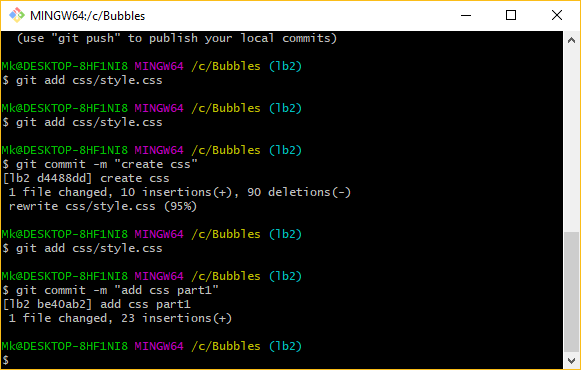 MINGW64:/c/Bubbles
(use "git push" to publish your local commits)
Mk@DESKTOP-8HF1NI8 MINGW64 /c/Bubbles (lb2)
$ git add css/style.css
Mk@DESKTOP-8HF1NI8 MINGW64 /c/Bubbles (lb2)
$ git add css/style.css
Mk@DESKTOP-8HF1NI8 MINGW64 /c/Bubbles (lb2)
$ git commit -m "create css"
[lb2 d4488dd] create css
1 file changed, 10 insertions(+), 90 deletions(-)
rewrite css/style.css (95%)
Mk@DESKTOP-8HF1NI8 MINGW64 /c/Bubbles (lb2)
$ git add css/style.css
Mk@DESKTOP-8HF1NI8 MINGW64 /c/Bubbles (lb2)
$ git commit -m "add css part1"
[lb2 be40ab2] add css part1
1 file changed, 23 insertions(+)
Mk@DESKTOP-8HF1NI8 MINGW64 /c/Bubbles (lb2)
$